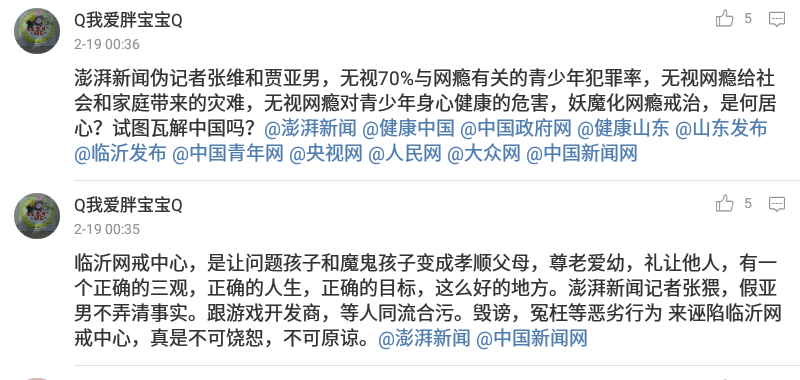 Q我爱胖宝宝Q
5
2-19 00:36
澎湃新闻伪记者张维和贾亚男，无视70%与网瘾有关的青少年犯罪率，无视网瘾给社
会和家庭带来的灾难，无视网瘾对青少年身心健康的危害，妖魔化网瘾戒治，是何居
心？试图瓦解中国吗？@澎湃新闻 @健康中国 @中国政府网 @健康山东 @山东发布
@临沂发布 @中国青年网 @央视网 @人民网 @大众网 @中国新闻网
Q我爱胖宝宝Q
5
2-19 00:35
临沂网戒中心，是让问题孩子和魔鬼孩子变成孝顺父母，尊老爱幼，礼让他人，有一
个正确的三观，正确的人生，正确的目标，这么好的地方。澎湃新闻记者张猥，假亚
男不弄清事实。跟游戏开发商，等人同流合污。毁谤，冤枉等恶劣行为 来诬陷临沂网
戒中心，真是不可饶恕，不可原谅。@澎湃新闻 @中国新闻网